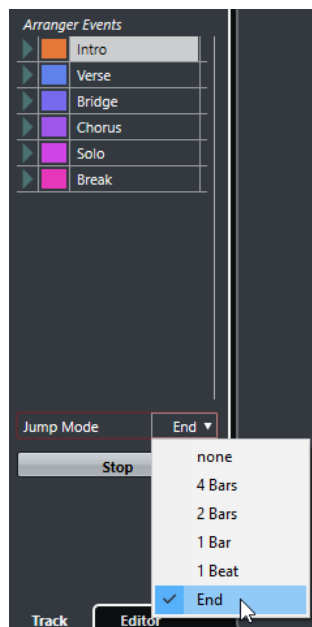 Arranger Events
Intro
Verse
Bridge
Chorus
Solo
Break
Jump Mode End
Stop
none
4 Bars
2 Bars
1 Bar
1 Beat
End
Track Editor